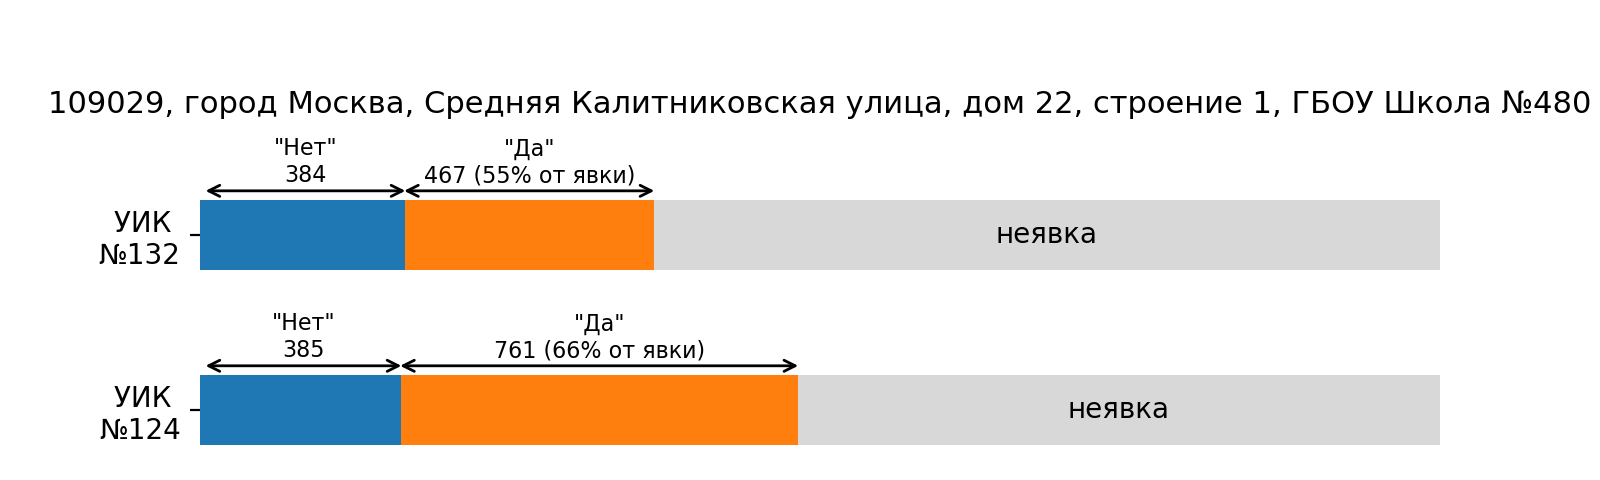 109029, город Москва, Средняя Калитниковская улица, дом 22, строение 1, ГБОУ Школа №480
"Нет"
384
"Да"
467 (55% от явки)
УИК
№132
неявка
"Нет"
385
"Да"
761 (66% от явки)
УИК
№124
неявка